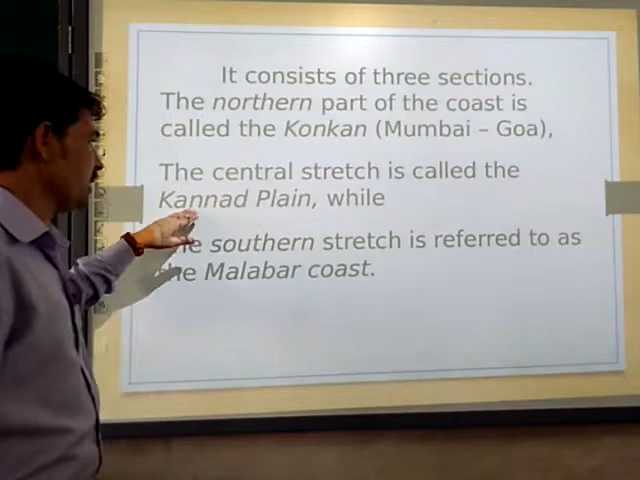 It consists of three sections.
The northern part of the coast is
called the Konkan (Mumbai – Goa),
The central stretch is called the
Kannad Plain, while
southern stretch is referred to as
the Malabar coast.